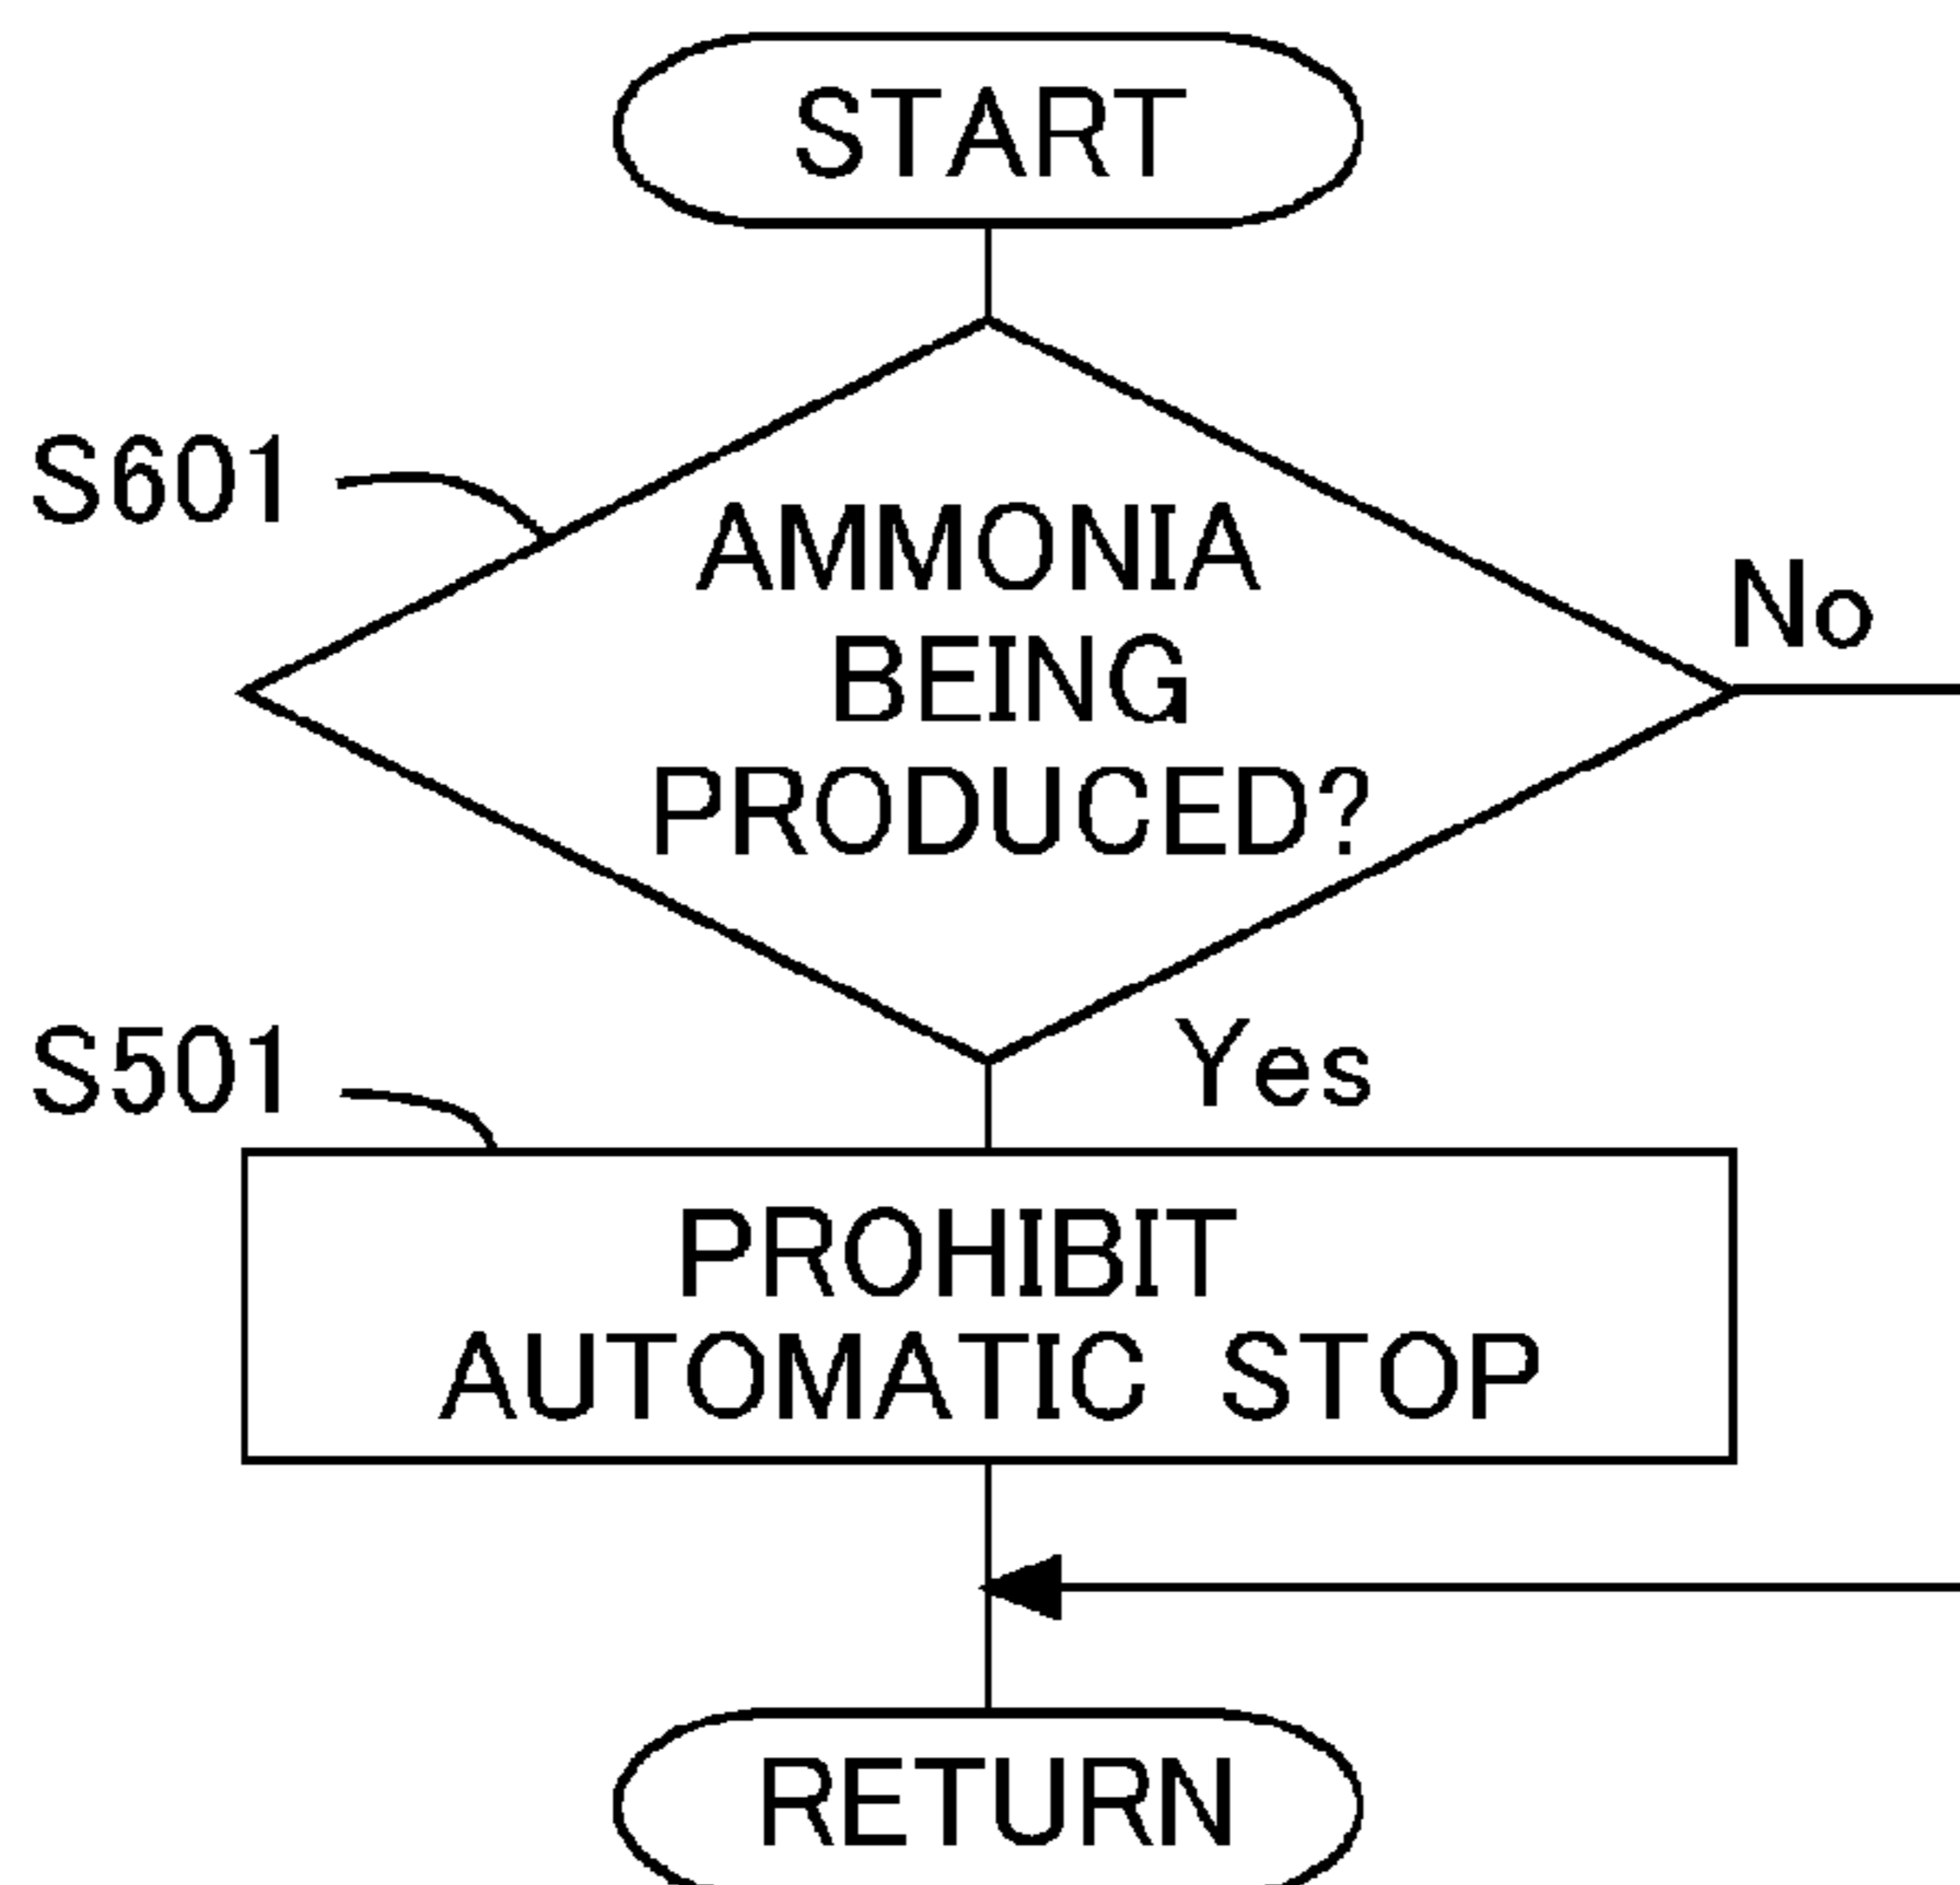 START
S601
AMMONIA
BEING
PRODUCED?
No
Yes
S501
PROHIBIT
AUTOMATIC STOP
RETURN